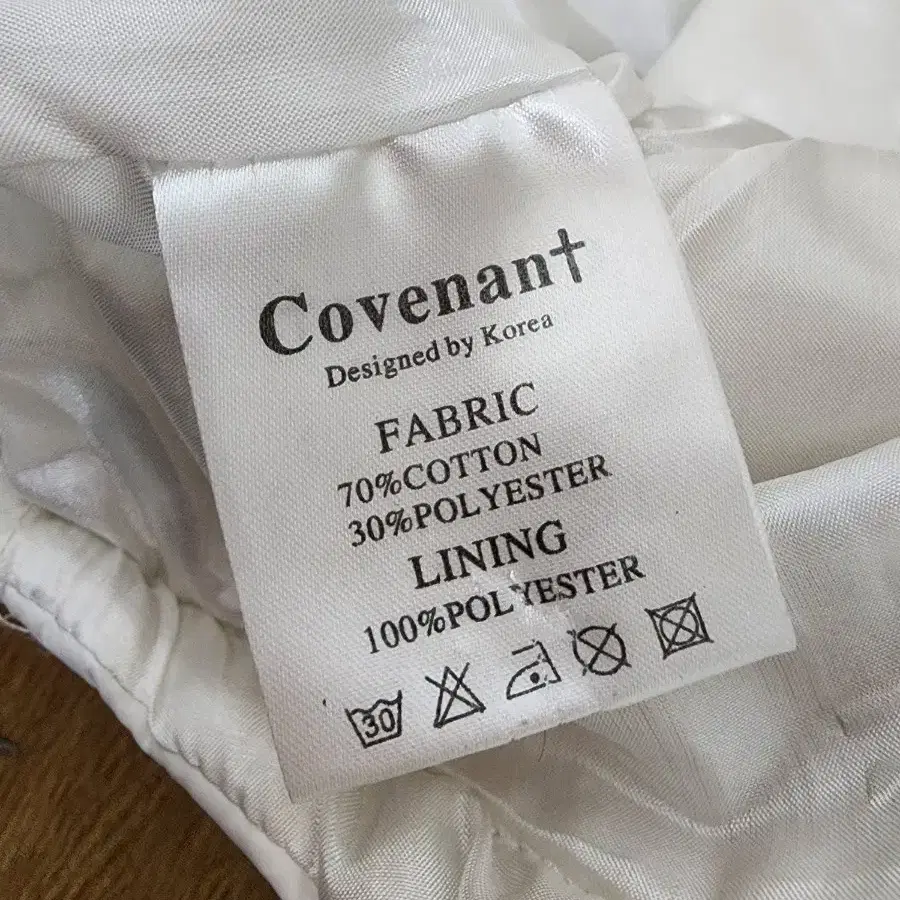 Covenant
Designed by Korea
FABRIC
70%COTTON
30%POLYESTER
LINING
100%POLYESTER
30